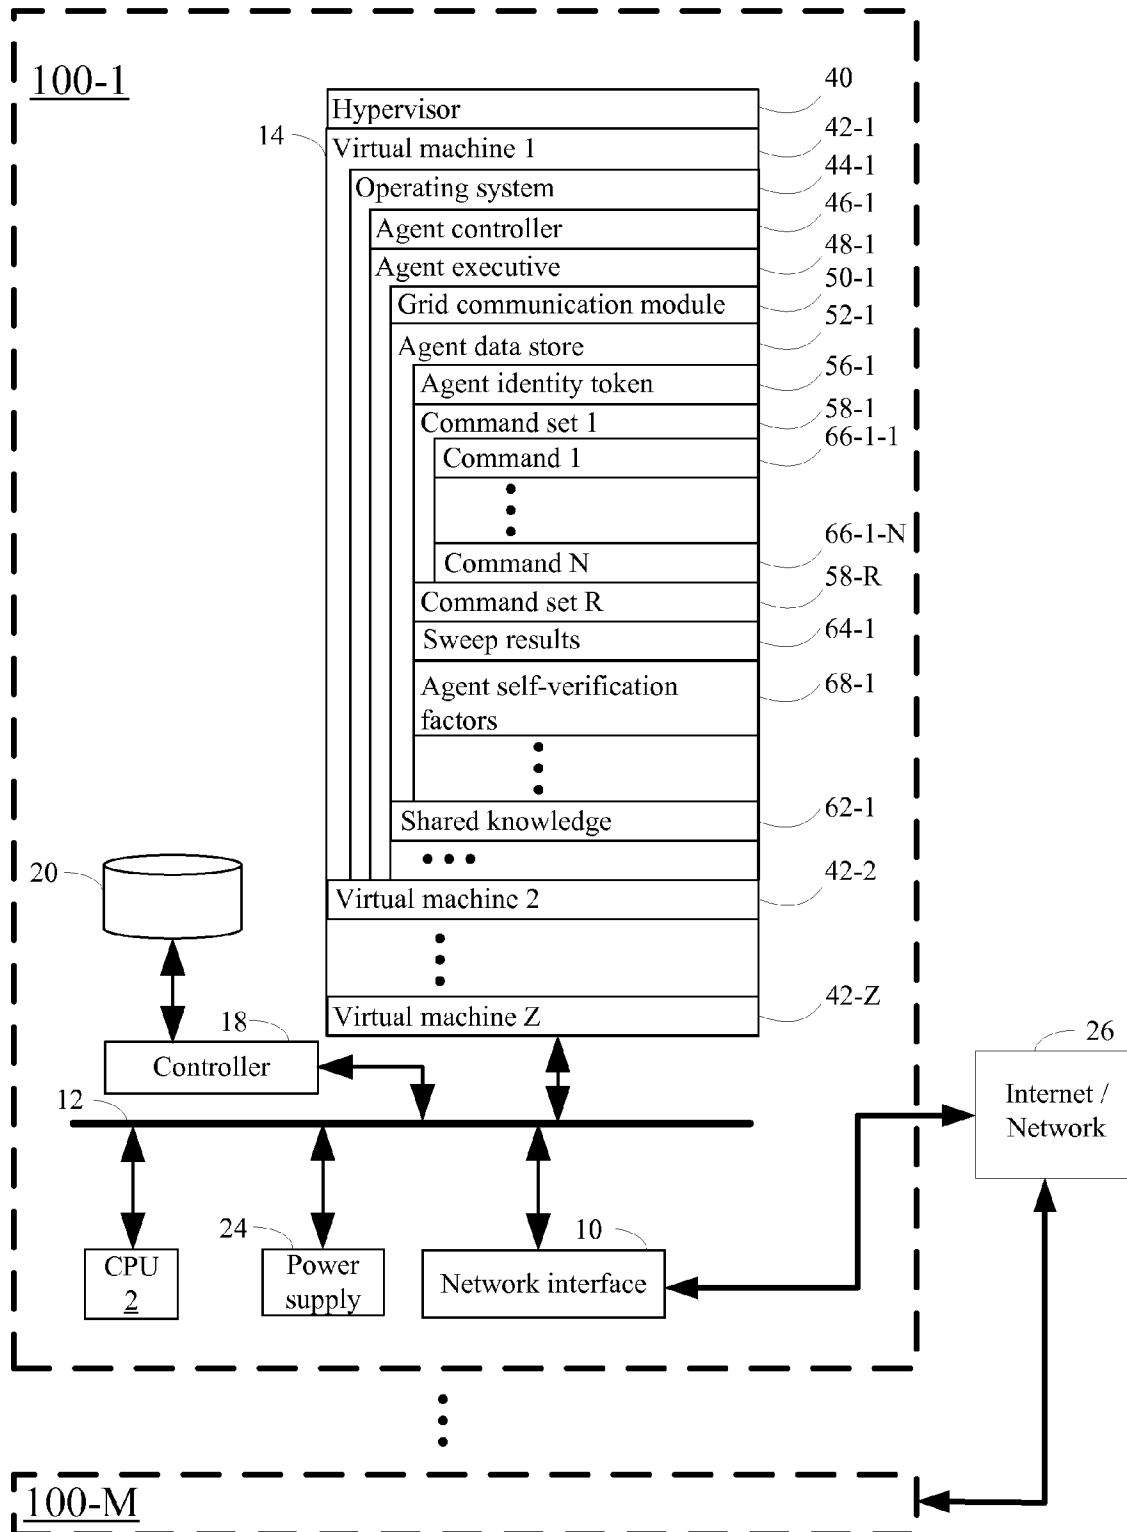 100-1
Hypervisor
40
14
Virtual machine 1
42-1
Operating system
44-1
Agent controller
46-1
Agent executive
48-1
Grid communication module
50-1
Agent data store
52-1
Agent identity token
56-1
Command set 1
58-1
Command 1
66-1-1
Command N
66-1-N
Command set R
58-R
Sweep results
64-1
Agent self-verification
factors
68-1
Shared knowledge
62-1
20
Virtual machine 2
42-2
Virtual machine Z
42-Z
18
Controller
26
Internet /
Network
12
CPU
2
24
Power
supply
10
Network interface
100-M